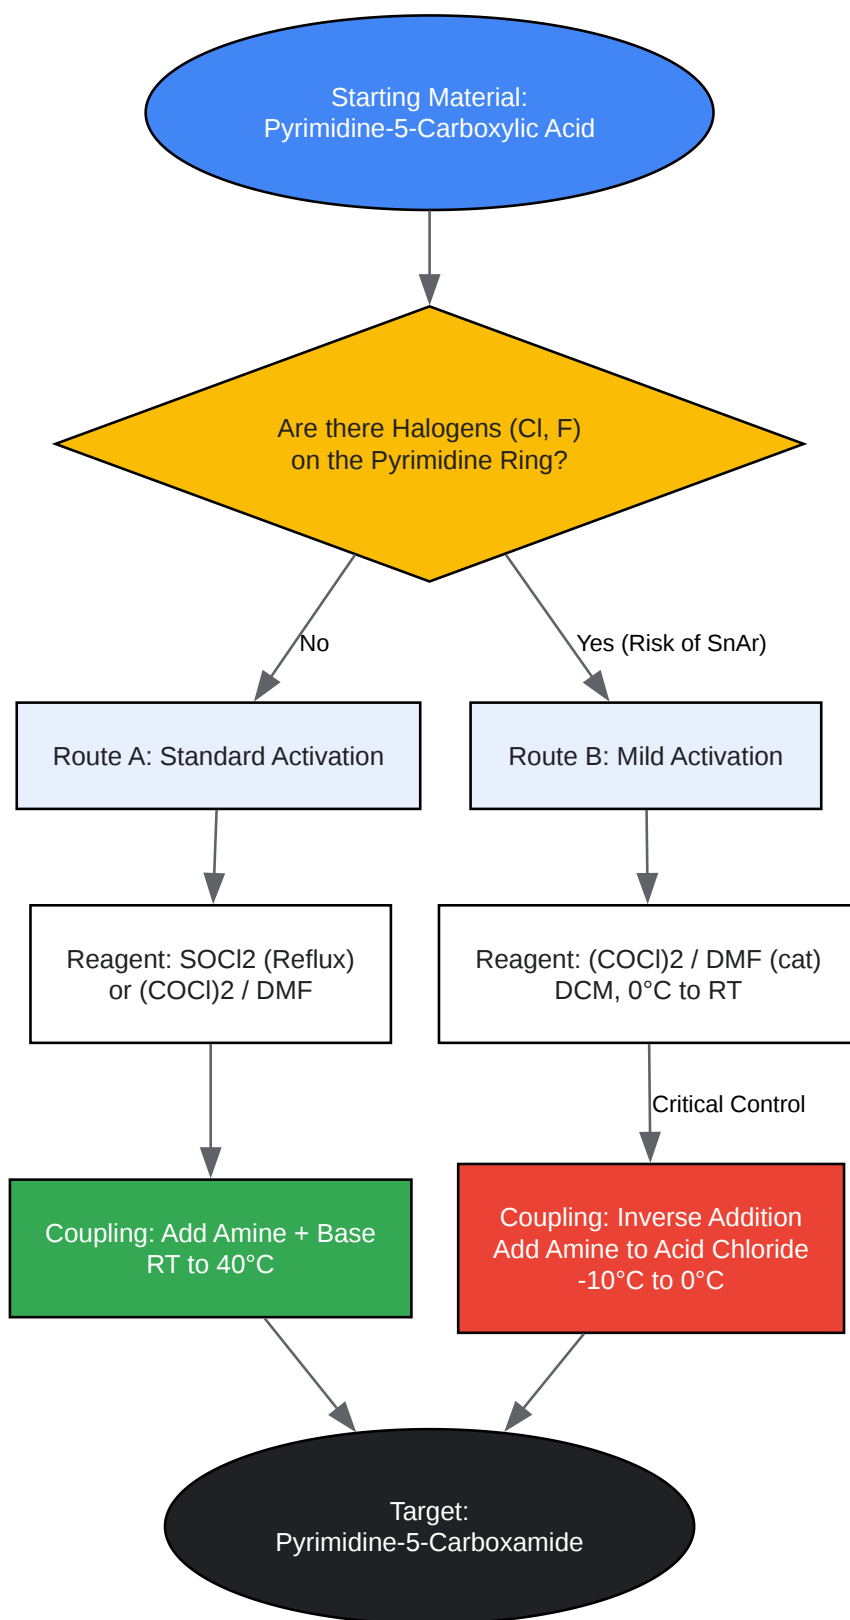 Starting Material:
Pyrimidine-5-Carboxylic Acid
Are there Halogens (Cl, F)
on the Pyrimidine Ring?
No
Yes (Risk of SnAr)
Route A: Standard Activation
Route B: Mild Activation
Reagent: SOCl2 (Reflux)
or (COCl)2 / DMF
Reagent: (COCl)2 / DMF (cat)
DCM, 0°C to RT
Critical Control
Coupling: Add Amine + Base
RT to 40°C
Coupling: Inverse Addition
Add Amine to Acid Chloride
-10°C to 0°C
Target:
Pyrimidine-5-Carboxamide